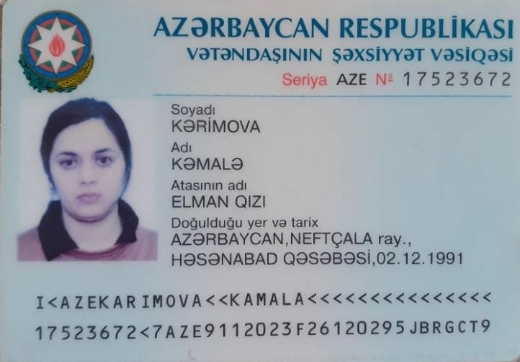 AZƏRBAYCAN RESPUBLİKASI
VƏTƏNDAŞININ ŞƏXSİYYƏT VƏSİQƏSİ
Seriya AZE № 17523672
Soyadı
KƏRİMOVA
Adı
KƏMALƏ
Atasının adı
ELMAN QIZI
Doğulduğu yer və tarix
AZƏRBAYCAN,NEFTÇALA ray.,
HƏSƏNABAD QƏSƏBƏSİ,02.12.1991
I<AZEKARIMOVA<<KAMALA<<<<<<<<<<<<<<<
17523672<7AZE9112023F26120295JBRGCT9